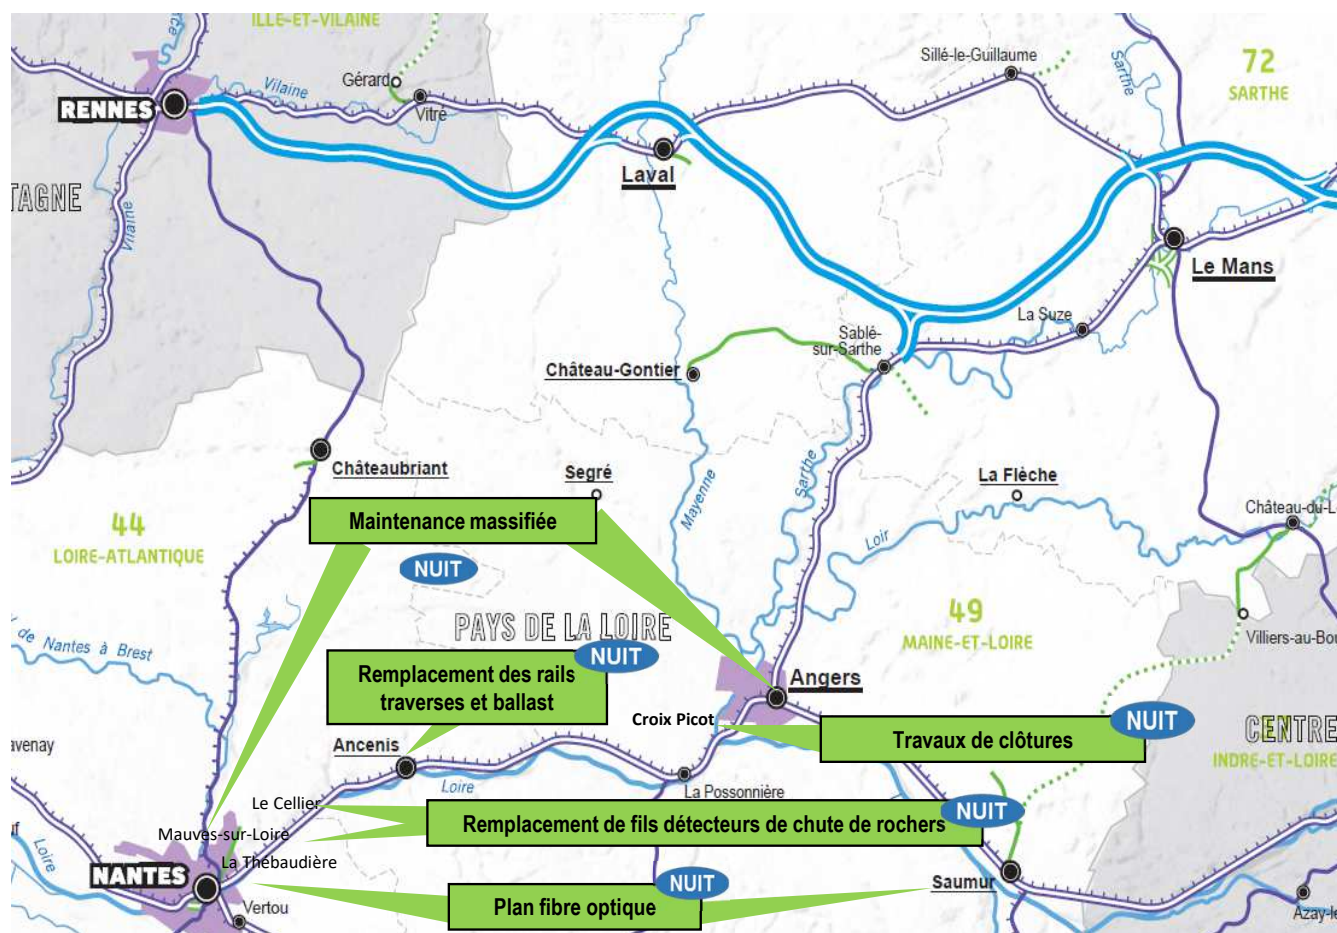 ILLE-ET-VILAINE
Gérard
Vilaine
Vitré
RENNES
Sillé-le-Guillaume
Sarthe
72
SARTHE
Laval
TAGNE
Vilaine
Le Mans
La Suze
Sablé-
sur-Sarthe
Château-Gontier
Châteaubriant
Segré
La Flèche
Mayenne
Sarthe
Loir
Château-du-L
44
LOIRE-ATLANTIQUE
Maintenance massifiée
NUIT
PAYS DE LA LOIRE
49
MAINE-ET-LOIRE
Villiers-au-Bou
de Nantes à Brest
Remplacement des rails
traverses et ballast
NUIT
Angers
Croix Picot
Travaux de clôtures
NUIT
CENTRE
INDRE-ET-LOIRE
avenay
Ancenis
Loire
La Possonnière
Le Cellier
Mauves-sur-Loire
La Thébaudière
Remplacement de fils détecteurs de chute de rochers
NUIT
Loire
NANTES
Vertou
Plan fibre optique
NUIT
Saumur
Azay-le